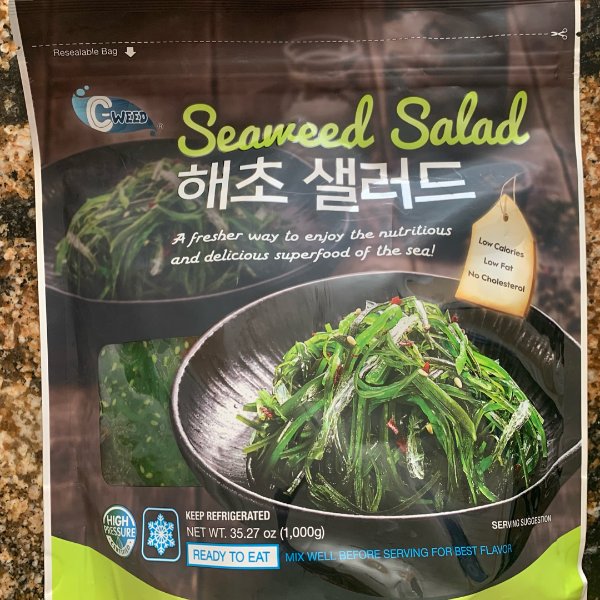 Resealable Bag
C-WEED
®
Seaweed Salad
해초 샐러드
A fresher way to enjoy the nutritious
and delicious superfood of the sea!
Low Calories
Low Fat
No Cholesterol
HIGH
PRESSURE
KEEP REFRIGERATED
NET WT. 35.27 oz (1,000g)
SERVING SUGGESTION
READY TO EAT MIX WELL BEFORE SERVING FOR BEST FLAVOR